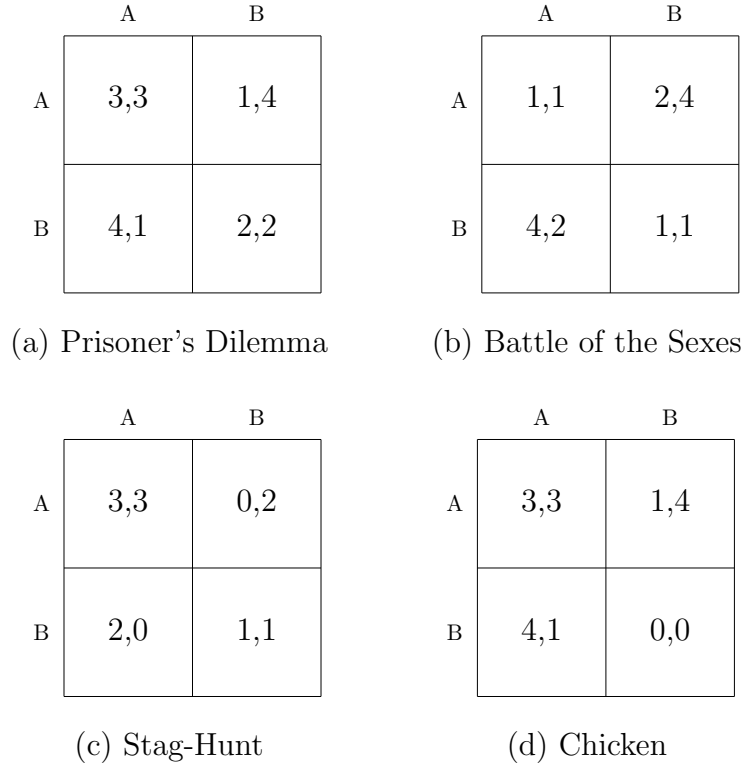 A B
A 3,3 1,4
B 4,1 2,2
(a) Prisoner's Dilemma
A B
A 1,1 2,4
B 4,2 1,1
(b) Battle of the Sexes
A B
A 3,3 0,2
B 2,0 1,1
(c) Stag-Hunt
A B
A 3,3 1,4
B 4,1 0,0
(d) Chicken